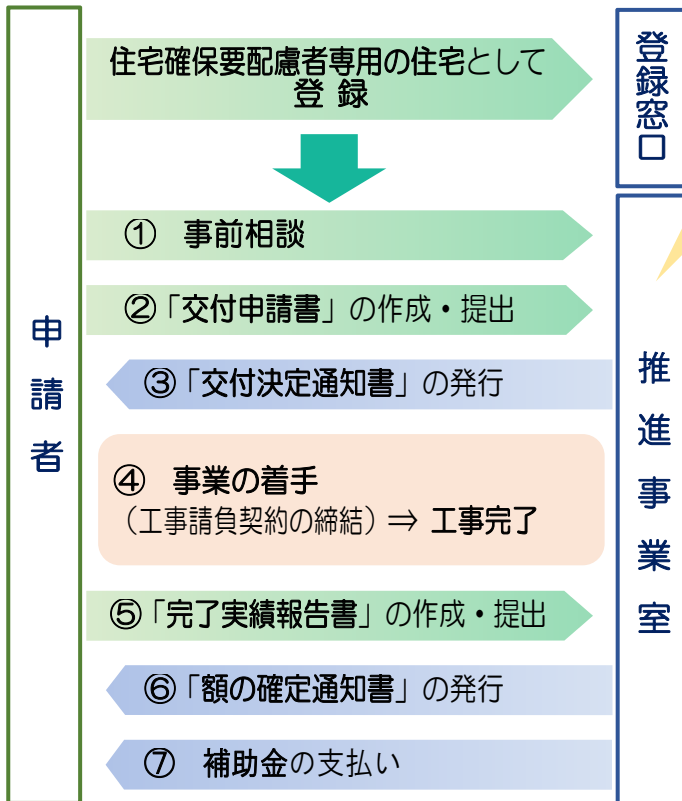 住宅確保要配慮者専用の住宅として
登録
登録窓口
① 事前相談
②「交付申請書」の作成・提出
③「交付決定通知書」の発行
④ 事業の着手
（工事請負契約の締結）⇒ 工事完了
⑤「完了実績報告書」の作成・提出
⑥「額の確定通知書」の発行
⑦ 補助金の支払い
申請者
推進事業室